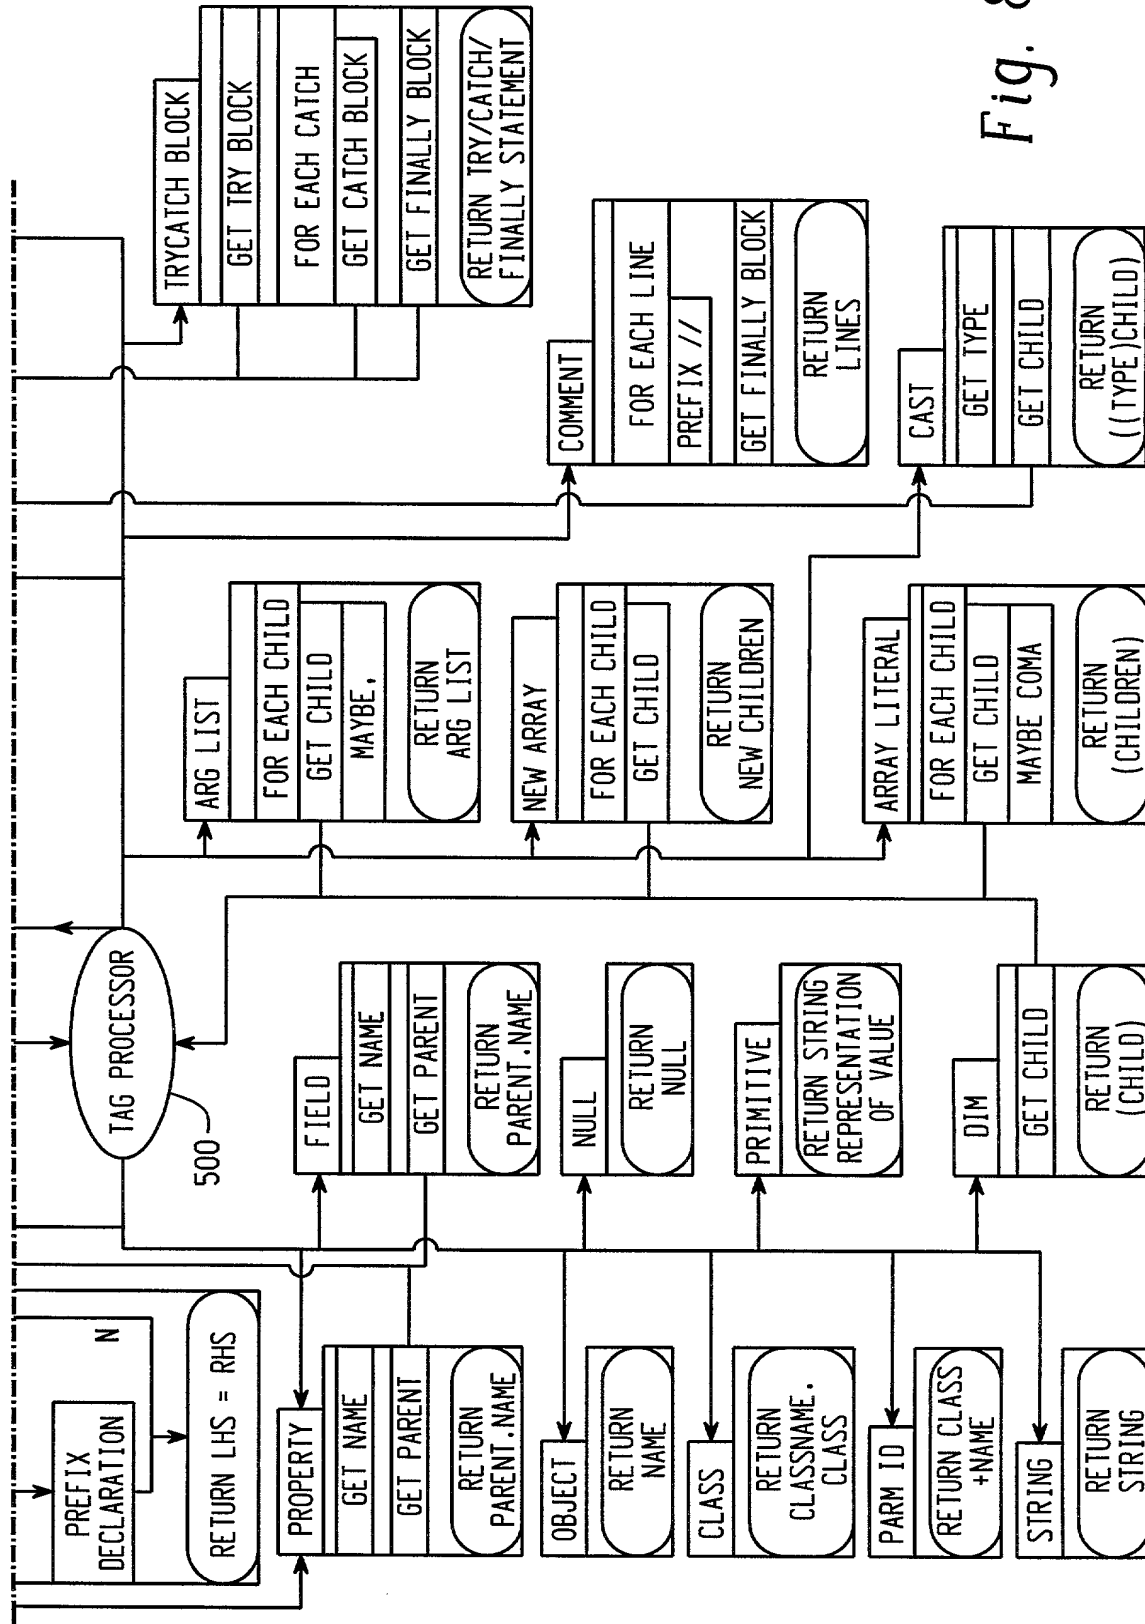 PREFIX
DECLARATION
N
RETURN LHS = RHS
PROPERTY
GET NAME
GET PARENT
RETURN
PARENT.NAME
OBJECT
RETURN
NAME
CLASS
RETURN
CLASSNAME.
CLASS
PARM ID
RETURN CLASS
+NAME
STRING
RETURN
STRING
TAG PROCESSOR
500
FIELD
GET NAME
GET PARENT
RETURN
PARENT.NAME
NULL
RETURN
NULL
PRIMITIVE
RETURN STRING
REPRESENTATION
OF VALUE
DIM
GET CHILD
RETURN
(CHILD)
ARG LIST
FOR EACH CHILD
GET CHILD
MAYBE,
RETURN
ARG LIST
NEW ARRAY
FOR EACH CHILD
GET CHILD
RETURN
NEW CHILDREN
ARRAY LITERAL
FOR EACH CHILD
GET CHILD
MAYBE COMA
RETURN
(CHILDREN)
TRYCATCH BLOCK
GET TRY BLOCK
FOR EACH CATCH
GET CATCH BLOCK
GET FINALLY BLOCK
RETURN TRY/CATCH/
FINALLY STATEMENT
COMMENT
FOR EACH LINE
PREFIX //
GET FINALLY BLOCK
RETURN
LINES
CAST
GET TYPE
GET CHILD
RETURN
((TYPE)CHILD)
Fig.